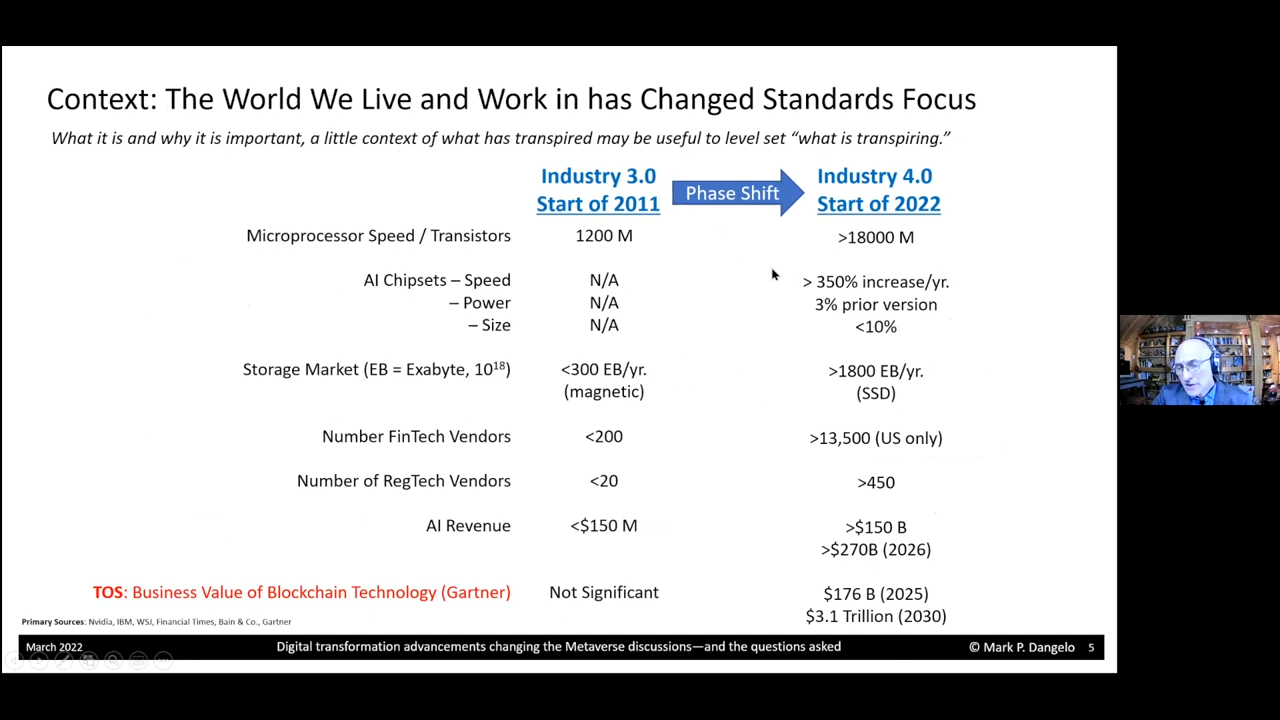 Context: The World We Live and Work in has Changed Standards Focus
What it is and why it is important, a little context of what has transpired may be useful to level set “what is transpiring.”
Industry 3.0
Start of 2011
Phase Shift
Industry 4.0
Start of 2022
Microprocessor Speed / Transistors 1200 M >18000 M
AI Chipsets – Speed N/A > 350% increase/yr.
– Power N/A 3% prior version
– Size N/A <10%
Storage Market (EB = Exabyte, 10¹⁸) <300 EB/yr. >1800 EB/yr.
(magnetic) (SSD)
Number FinTech Vendors <200 >13,500 (US only)
Number of RegTech Vendors <20 >450
AI Revenue <$150 M >$150 B
>$270B (2026)
TOS: Business Value of Blockchain Technology (Gartner) Not Significant $176 B (2025)
$3.1 Trillion (2030)
Primary Sources: Nvidia, IBM, WSJ, Financial Times, Bain & Co., Gartner
March 2022 Digital transformation advancements changing the Metaverse discussions—and the questions asked © Mark P. Dangelo 5